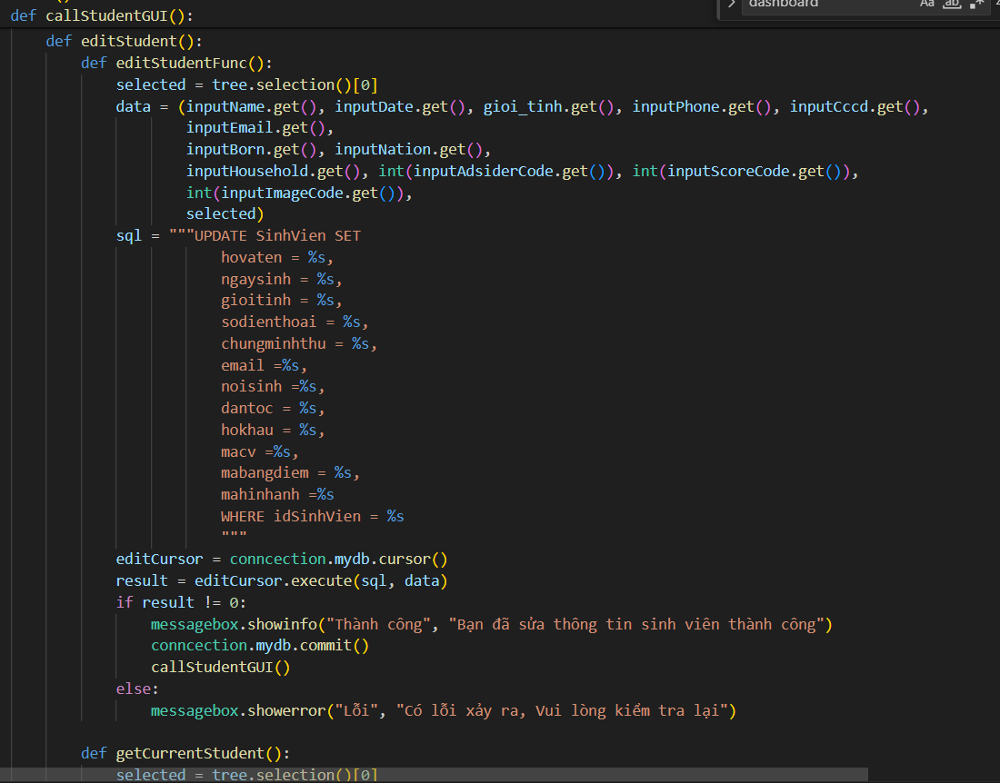 def callStudentGUI():
dashboard
Aa ab
def editStudent():
def editStudentFunc():
selected = tree.selection()[0]
data = (inputName.get(), inputDate.get(), gioi_tinh.get(), inputPhone.get(), inputCccd.get(),
inputEmail.get(),
inputBorn.get(), inputNation.get(),
inputHousehold.get(), int(inputAdsiderCode.get()), int(inputScoreCode.get()),
int(inputImageCode.get()),
selected)
sql = """UPDATE SinhVien SET
hovaten = %s,
ngaysinh = %s,
gioitinh = %s,
sodienthoai = %s,
chungminhthu = %s,
email =%s,
noisinh =%s,
dantoc = %s,
hokhau = %s,
macv =%s,
mabangdiem = %s,
mahinhanh =%s
WHERE idSinhVien = %s
"""
editCursor = conncection.mydb.cursor()
result = editCursor.execute(sql, data)
if result != 0:
messagebox.showinfo("Thành công", "Bạn đã sửa thông tin sinh viên thành công")
conncection.mydb.commit()
callStudentGUI()
else:
messagebox.showerror("Lỗi", "Có lỗi xảy ra, Vui lòng kiểm tra lại")
def getCurrentStudent():
selected = tree.selection()[0]